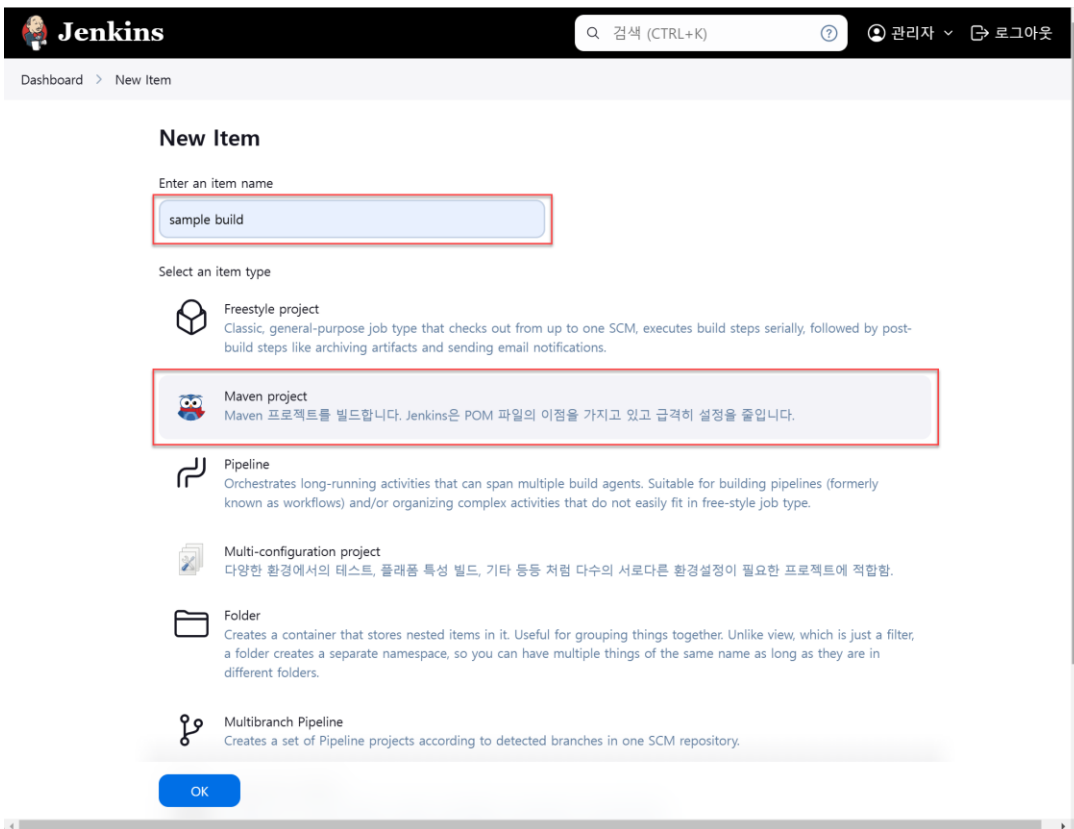 Jenkins
검색 (CTRL+K)
?
관리자
로그아웃
Dashboard > New Item
New Item
Enter an item name
sample build
Select an item type
Freestyle project
Classic, general-purpose job type that checks out from up to one SCM, executes build steps serially, followed by post-
build steps like archiving artifacts and sending email notifications.
Maven project
Maven 프로젝트를 빌드합니다. Jenkins은 POM 파일의 이점을 가지고 있고 급격히 설정을 줄입니다.
Pipeline
Orchestrates long-running activities that can span multiple build agents. Suitable for building pipelines (formerly
known as workflows) and/or organizing complex activities that do not easily fit in free-style job type.
Multi-configuration project
다양한 환경에서의 테스트, 플래폼 특성 빌드, 기타 등등 처럼 다수의 서로다른 환경설정이 필요한 프로젝트에 적합함.
Folder
Creates a container that stores nested items in it. Useful for grouping things together. Unlike view, which is just a filter,
a folder creates a separate namespace, so you can have multiple things of the same name as long as they are in
different folders.
Multibranch Pipeline
Creates a set of Pipeline projects according to detected branches in one SCM repository.
OK